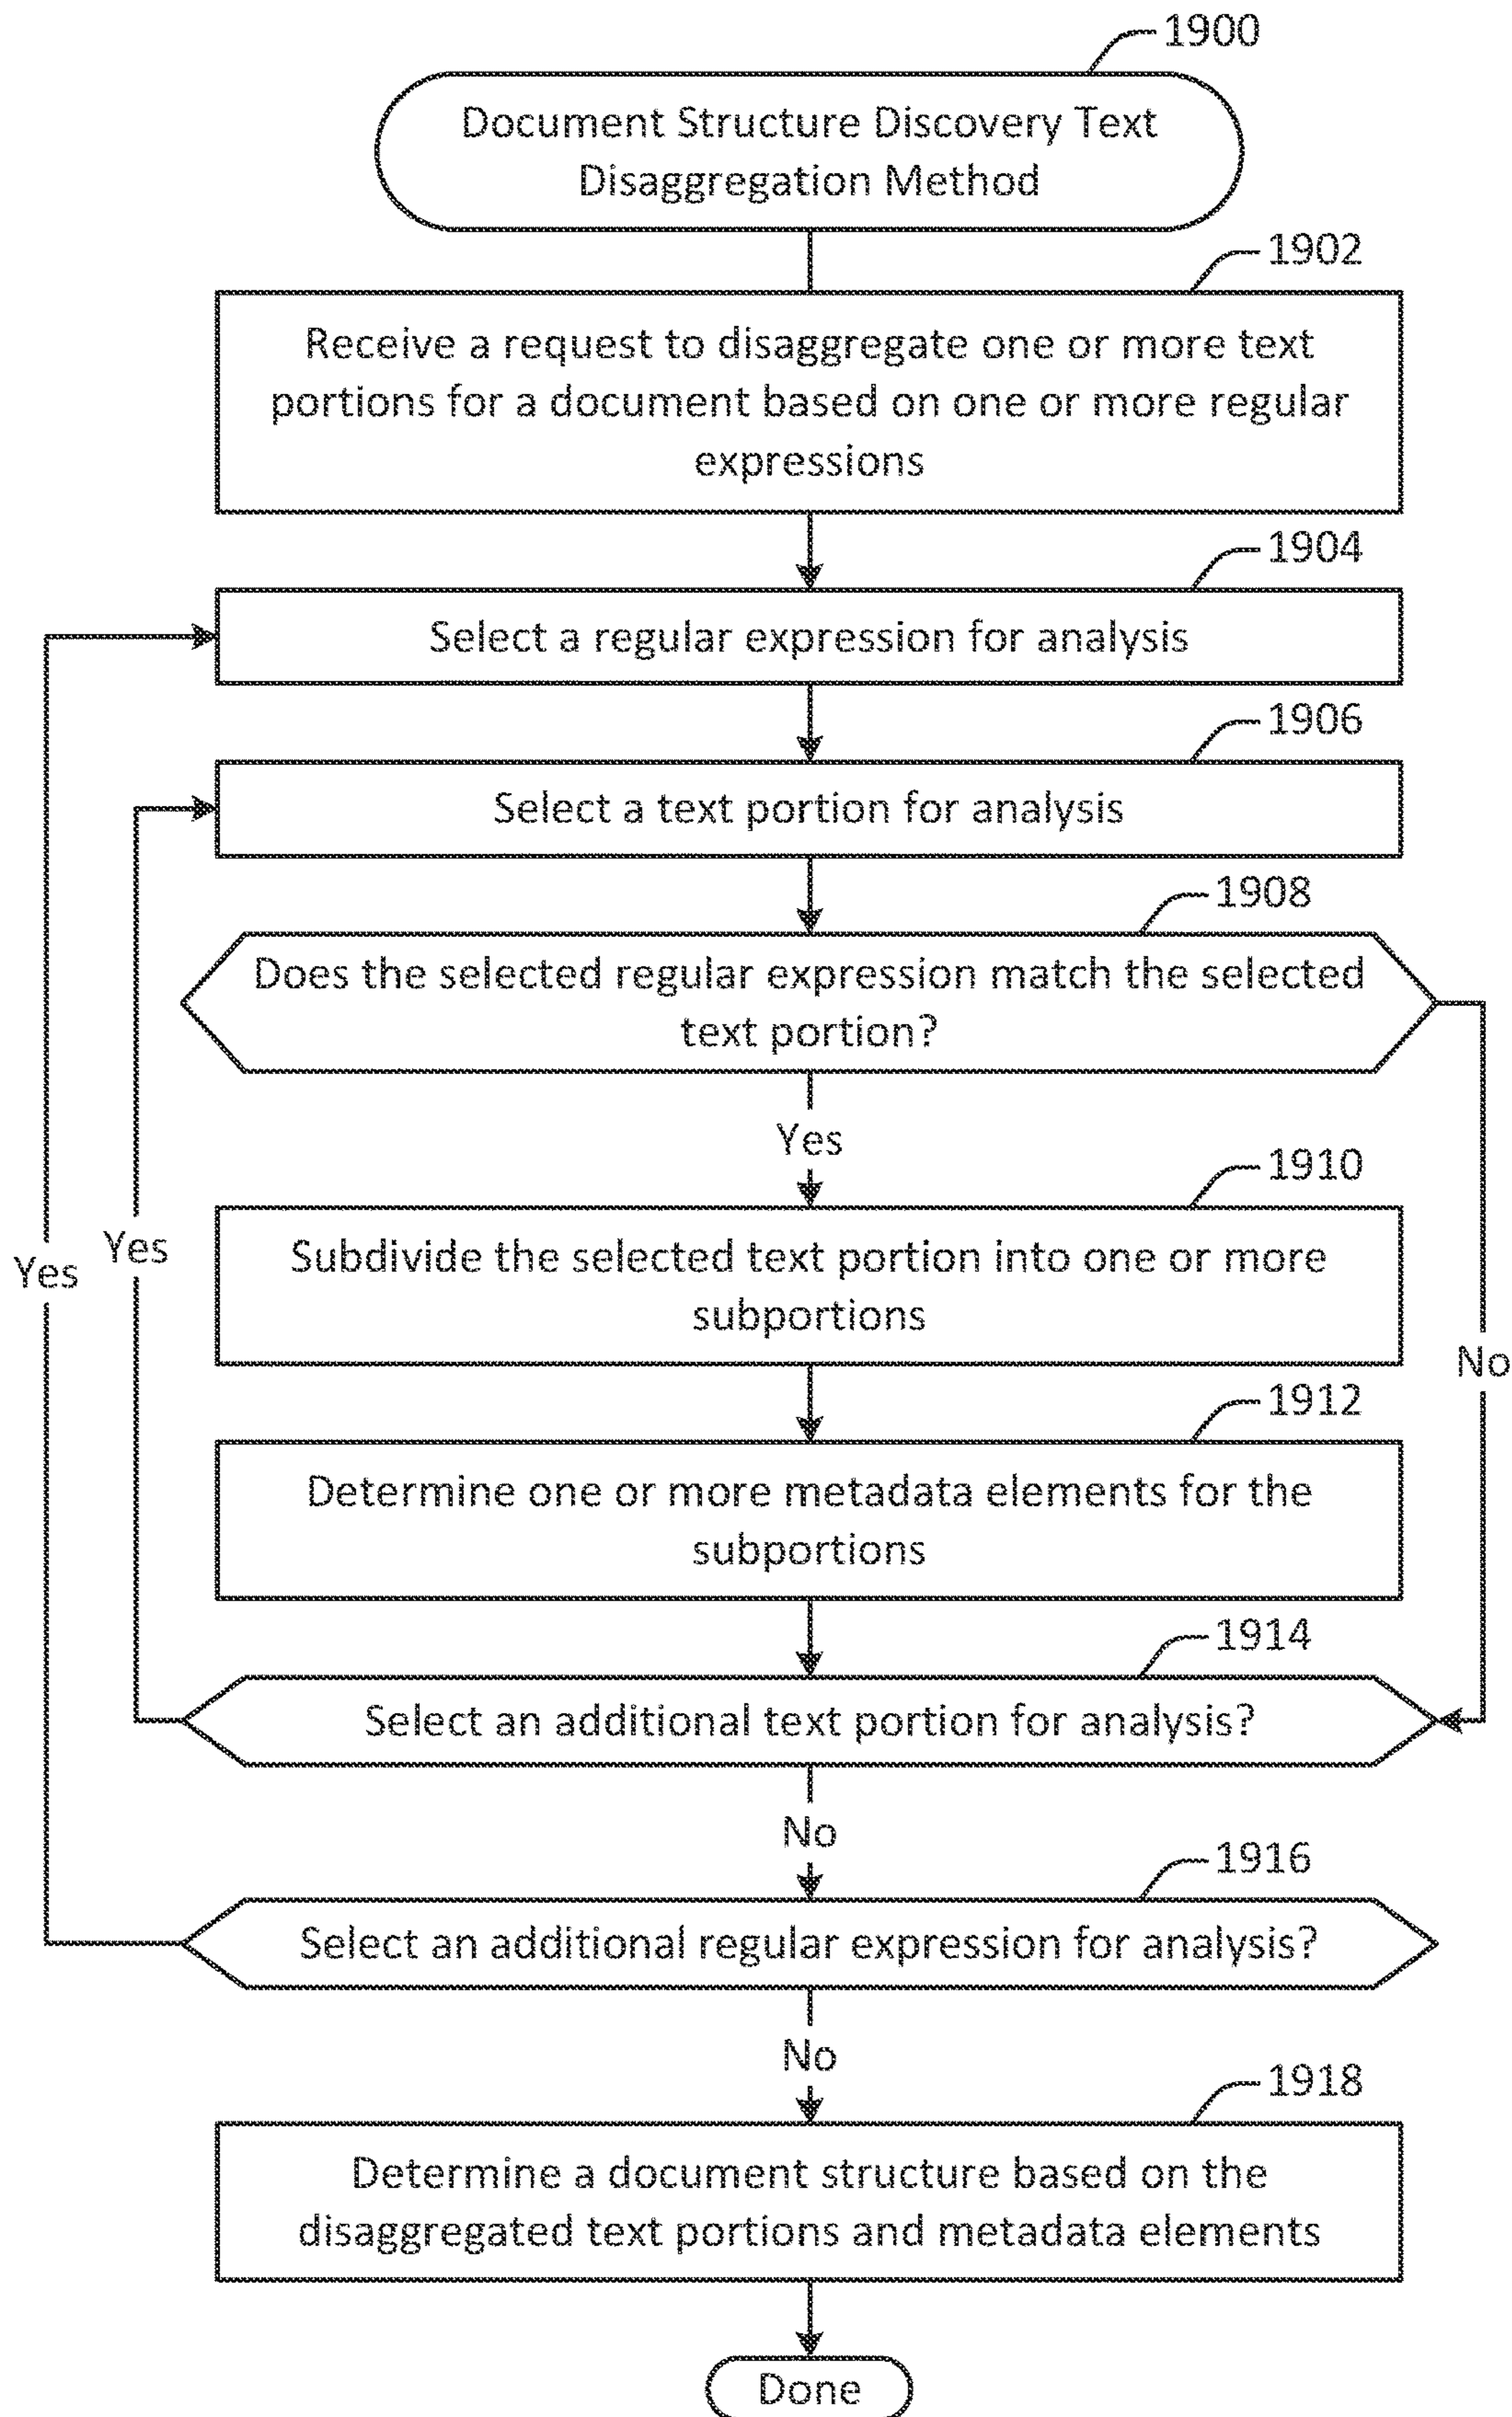 1900
Document Structure Discovery Text
Disaggregation Method
1902
Receive a request to disaggregate one or more text
portions for a document based on one or more regular
expressions
1904
Select a regular expression for analysis
1906
Select a text portion for analysis
1908
Does the selected regular expression match the selected
text portion?
Yes
1910
Subdivide the selected text portion into one or more
subportions
Yes
Yes
No
1912
Determine one or more metadata elements for the
subportions
1914
Select an additional text portion for analysis?
No
1916
Select an additional regular expression for analysis?
No
1918
Determine a document structure based on the
disaggregated text portions and metadata elements
Done